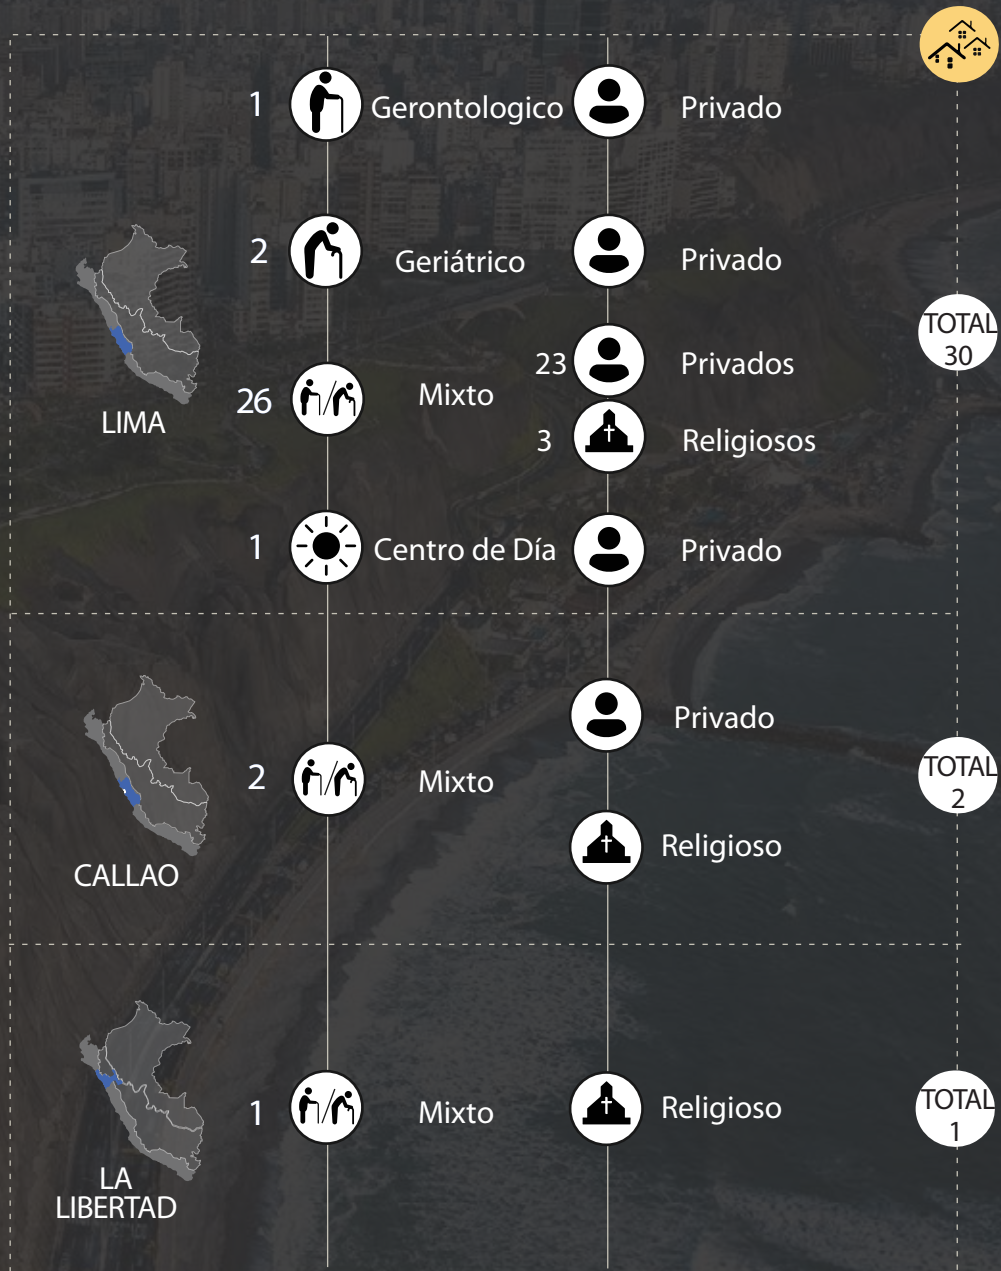 1
Gerontologico
Privado
2
Geriátrico
Privado
LIMA
26
Mixto
23
Privados
3
Religiosos
1
Centro de Día
Privado
TOTAL
30
CALLAO
2
Mixto
Privado
Religioso
TOTAL
2
LA
LIBERTAD
1
Mixto
Religioso
TOTAL
1